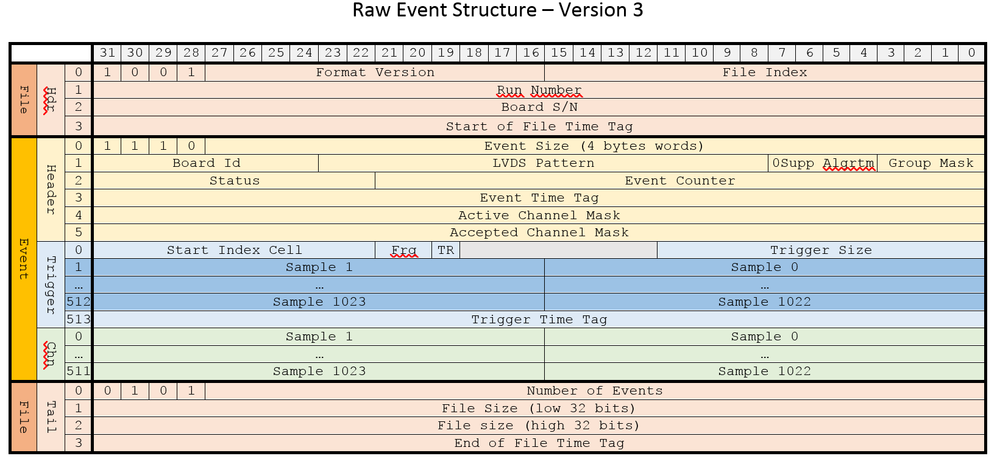 Raw Event Structure – Version 3
31 30 29 28 27 26 25 24 23 22 21 20 19 18 17 16 15 14 13 12 11 10 9 8 7 6 5 4 3 2 1 0
File
Hdr
0 1 0 0 1 Format Version File Index
1 Run Number
2 Board S/N
3 Start of File Time Tag
Event
Header
0 1 1 1 0 Event Size (4 bytes words)
1 Board Id LVDS Pattern 0Supp Algrtm Group Mask
2 Status Event Counter
3 Event Time Tag
4 Active Channel Mask
5 Accepted Channel Mask
Trigger
0 Start Index Cell Frq TR Trigger Size
1 Sample 1 Sample 0
… … …
512 Sample 1023 Sample 1022
513 Trigger Time Tag
Chn
0 Sample 1 Sample 0
… … …
511 Sample 1023 Sample 1022
File
Tail
0 0 1 0 1 Number of Events
1 File Size (low 32 bits)
2 File size (high 32 bits)
3 End of File Time Tag